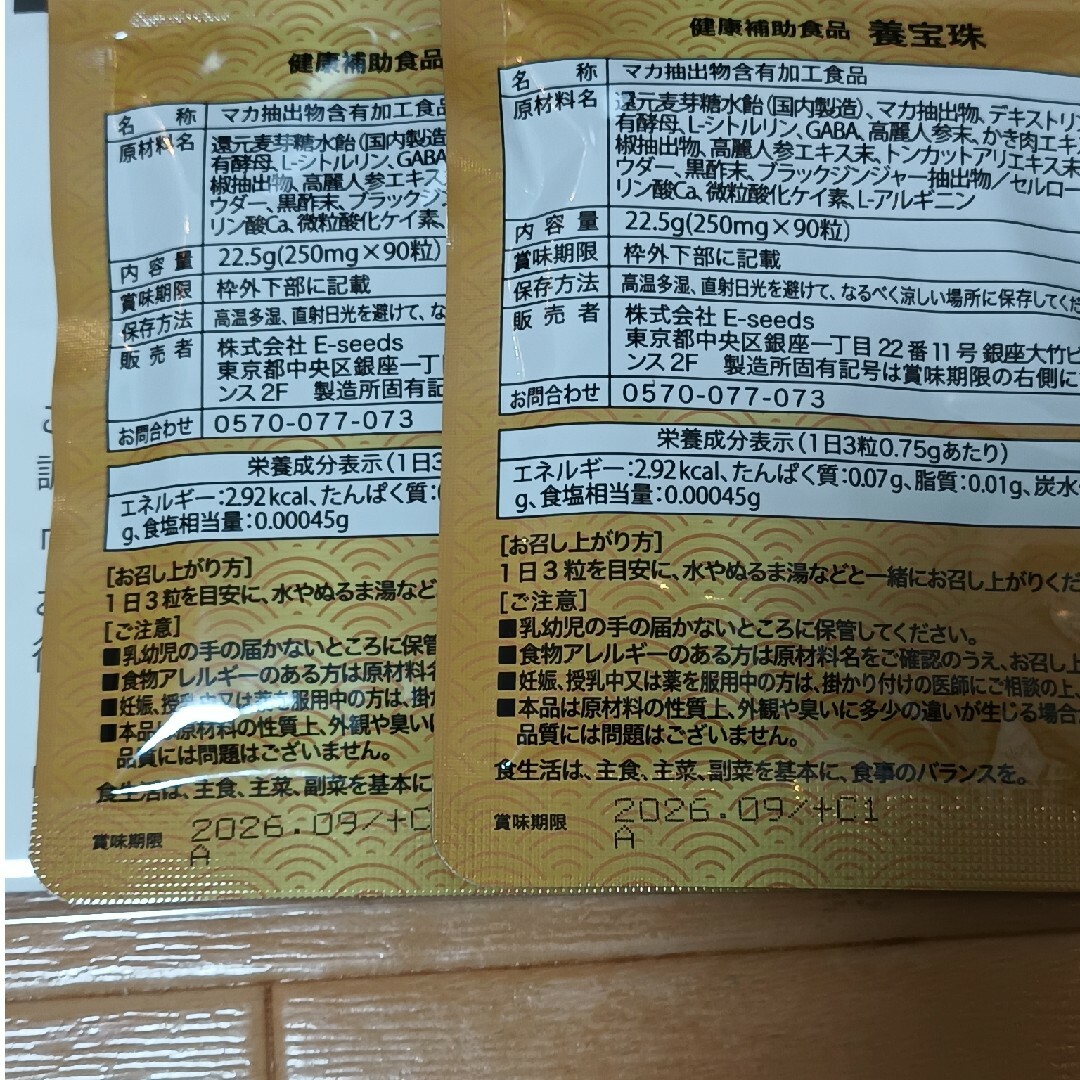 健康補助食品
名称 マカ抽出物含有加工食品
原材料名 還元麦芽糖水飴(国内製造
有酵母、L-シトルリン、GABA
椒抽出物、高麗人参エキス
ウダー、黒酢末、ブラックジン
リン酸Ca、微粒酸化ケイ素、
内容量 22.5g(250mg×90粒)
賞味期限 枠外下部に記載
保存方法 高温多湿、直射日光を避けて、な
販売者 株式会社 E-seeds
東京都中央区銀座一丁目
ンス2F 製造所固有記
お問合わせ 0570-077-073
栄養成分表示(1日3
エネルギー:2.92kcal、たんぱく質:
g、食塩相当量:0.00045g
[お召し上がり方]
1日3粒を目安に、水やぬるま湯など
[ご注意]
■乳幼児の手の届かないところに保管
■食物アレルギーのある方は原材料名
■妊娠、授乳中又は薬を服用中の方は、掛か
■本品は原材料の性質上、外観や臭いに
品質には問題はございません。
食生活は、主食、主菜、副菜を基本に
賞味期限 2026.09/+C
A
健康補助食品 養宝珠
名称 マカ抽出物含有加工食品
原材料名 還元麦芽糖水飴(国内製造)、マカ抽出物、デキストリン
有酵母、L-シトルリン、GABA、高麗人参末、かき肉エキ
椒抽出物、高麗人参エキス末、トンカットアリエキス末
ウダー、黒酢末、ブラックジンジャー抽出物/セルロー
リン酸Ca、微粒酸化ケイ素、L-アルギニン
内容量 22.5g(250mg×90粒)
賞味期限 枠外下部に記載
保存方法 高温多湿、直射日光を避けて、なるべく涼しい場所に保存してくだ
販売者 株式会社 E-seeds
東京都中央区銀座一丁目22番11号 銀座大竹ビ
ンス2F 製造所固有記号は賞味期限の右側に
お問合わせ 0570-077-073
栄養成分表示(1日3粒0.75gあたり)
エネルギー:2.92kcal、たんぱく質:0.07g、脂質:0.01g、炭水
g、食塩相当量:0.00045g
[お召し上がり方]
1日3粒を目安に、水やぬるま湯などと一緒にお召し上がりくだ
[ご注意]
■乳幼児の手の届かないところに保管してください。
■食物アレルギーのある方は原材料名をご確認のうえ、お召し上
■妊娠、授乳中又は薬を服用中の方は、掛かり付けの医師にご相談の上、
■本品は原材料の性質上、外観や臭いに多少の違いが生じる場合
品質には問題はございません。
食生活は、主食、主菜、副菜を基本に、食事のバランスを。
賞味期限 2026.09/+C1
A